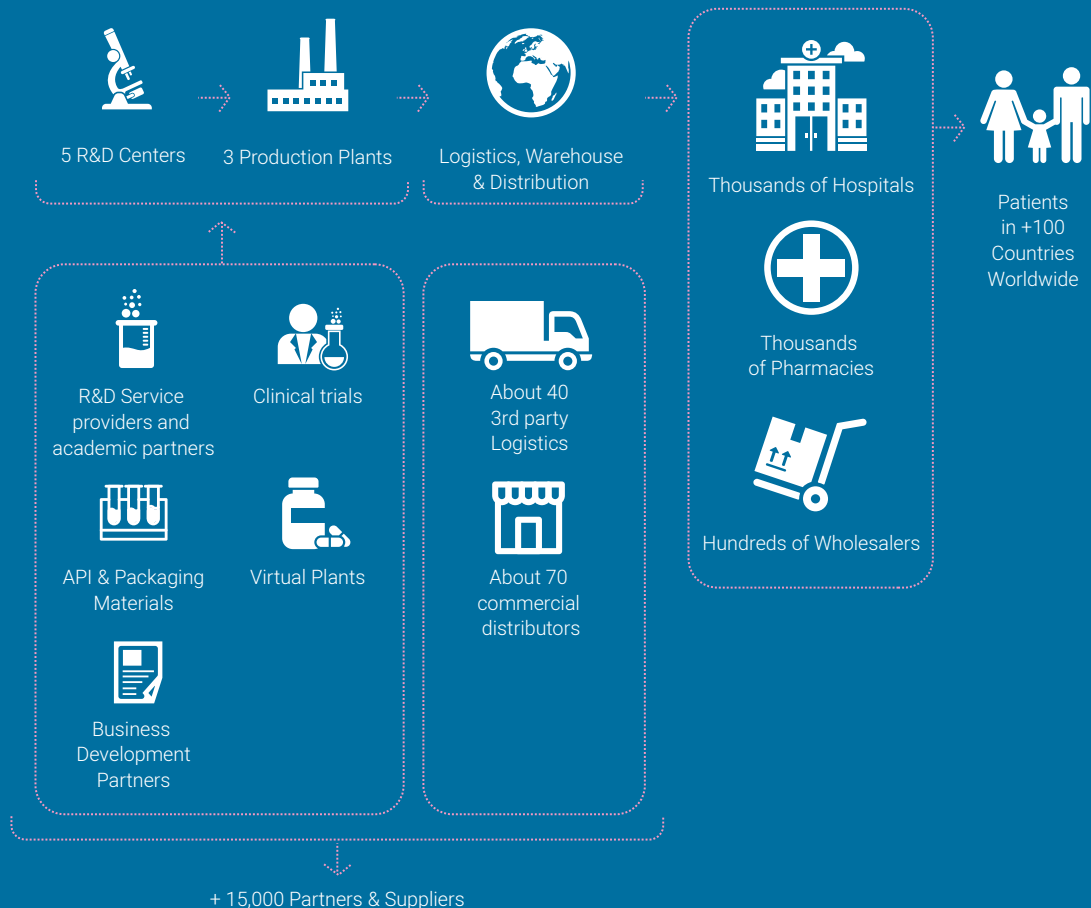 5 R&D Centers
3 Production Plants
Logistics, Warehouse
& Distribution
Thousands of Hospitals
Patients
in +100
Countries
Worldwide
R&D Service
providers and
academic partners
Clinical trials
About 40
3rd party
Logistics
Thousands
of Pharmacies
API & Packaging
Materials
Virtual Plants
About 70
commercial
distributors
Hundreds of Wholesalers
Business
Development
Partners
+ 15,000 Partners & Suppliers